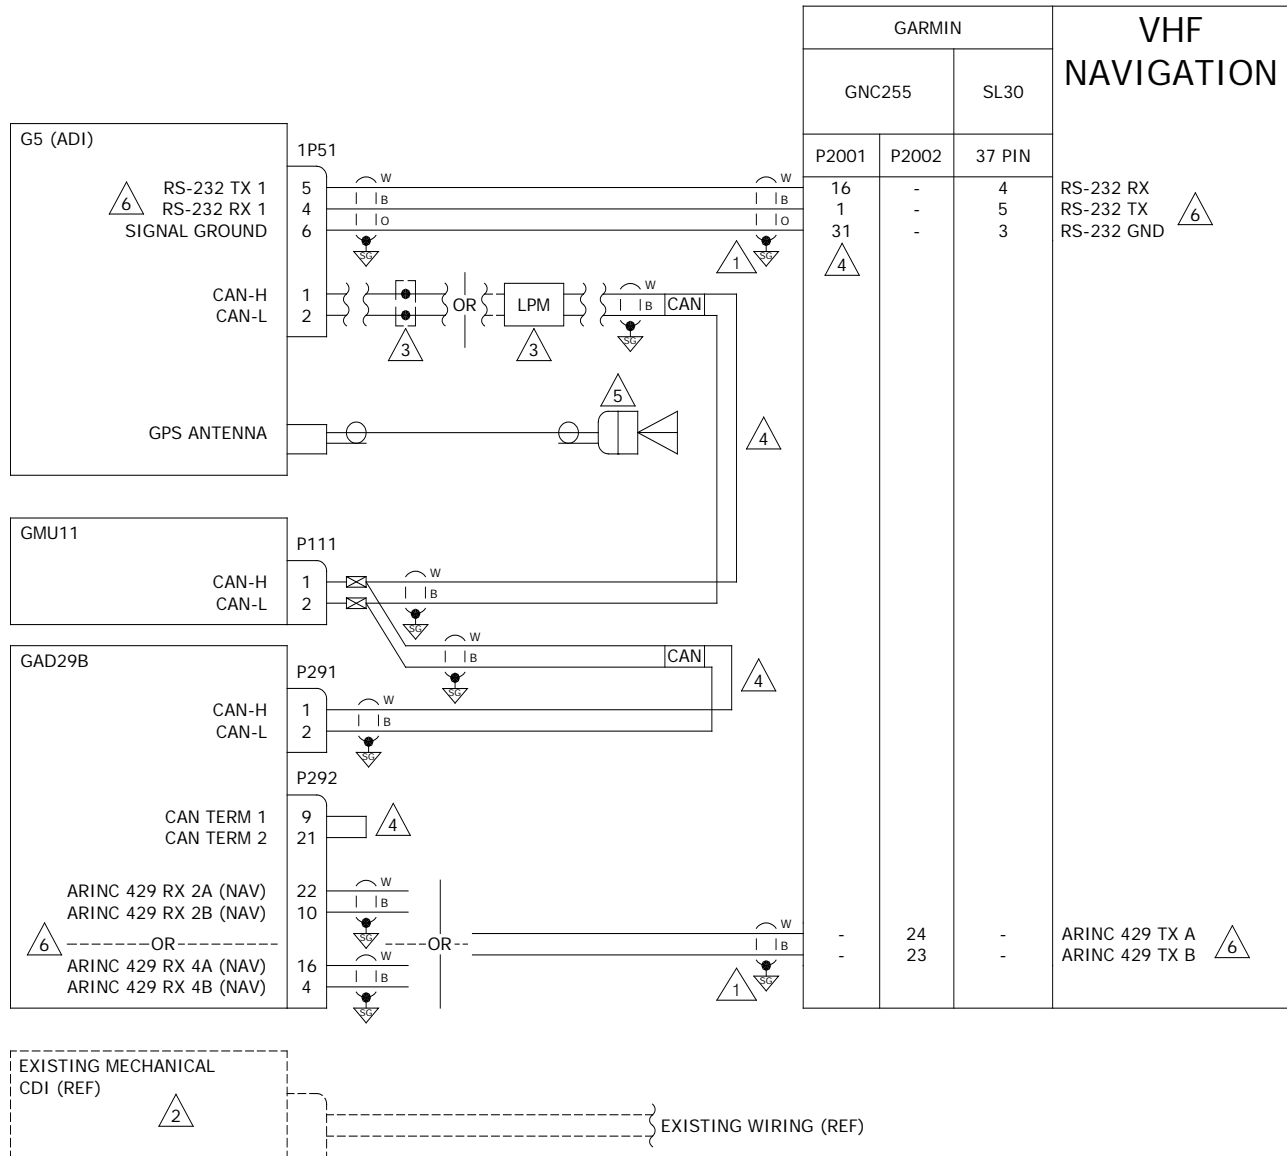 GARMIN
VHF
NAVIGATION
GNC255 SL30
P2001 P2002 37 PIN
G5 (ADI)
1P51
RS-232 TX 1 5 W W 16 - 4 RS-232 RX
6 RS-232 RX 1 4 B B 1 - 5 RS-232 TX 6
SIGNAL GROUND 6 O O 31 - 3 RS-232 GND
SG 1 SG 4
CAN-H 1 W
CAN-L 2 OR LPM B CAN
3 3 SG
5
GPS ANTENNA 4
GMU11
P111
CAN-H 1 W
CAN-L 2 B
SG
GAD29B
W
B CAN
P291 SG 4
CAN-H 1 W
CAN-L 2 B
SG
P292
CAN TERM 1 9 4
CAN TERM 2 21
ARINC 429 RX 2A (NAV) 22 W
ARINC 429 RX 2B (NAV) 10 B
SG
6 OR OR W - 24 - ARINC 429 TX A
B - 23 - ARINC 429 TX B 6
ARINC 429 RX 4A (NAV) 16 W
ARINC 429 RX 4B (NAV) 4 B 1 SG
SG
EXISTING MECHANICAL
CDI (REF)
2
EXISTING WIRING (REF)